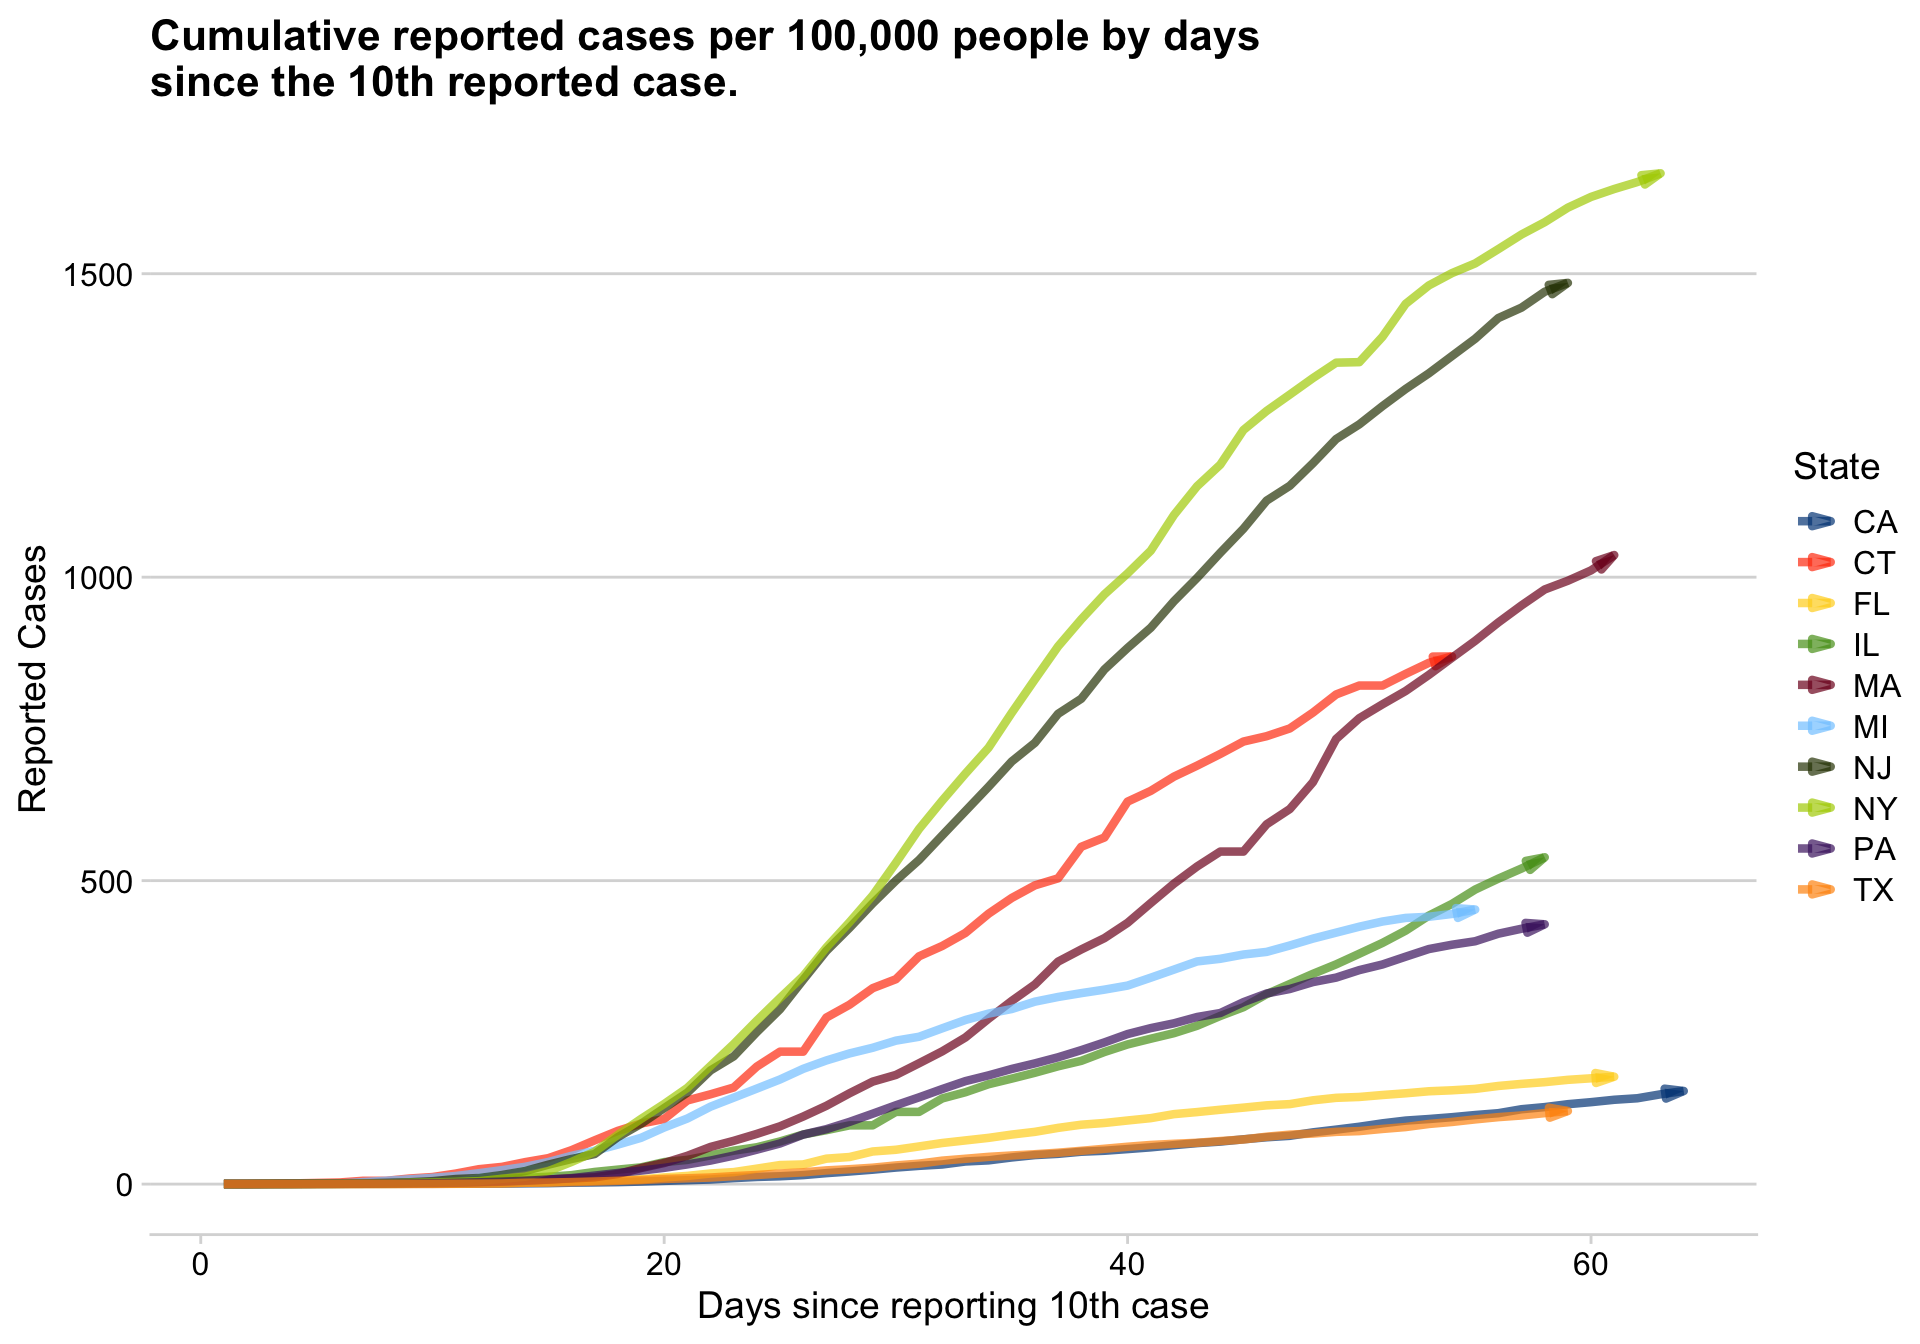 Cumulative reported cases per 100,000 people by days
since the 10th reported case.
1500
1000
500
0
Reported Cases
0 20 40 60
Days since reporting 10th case
State
CA
CT
FL
IL
MA
MI
NJ
NY
PA
TX